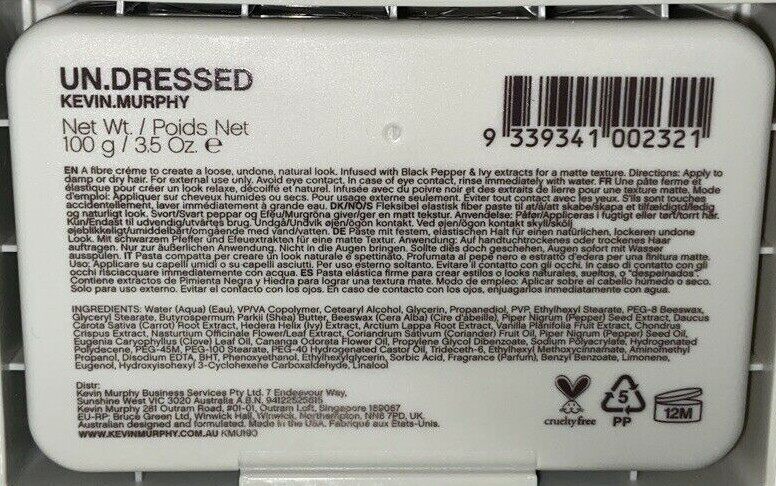 UN.DRESSED
KEVIN.MURPHY
Net Wt. / Poids Net
100 g / 3.5 Oz. e
9 339341 002321
EN A fibre crème to create a loose, undone, natural look. Infused with Black Pepper & Ivy extracts for a matte texture. Directions: Apply to
damp or dry hair. For external use only. Avoid eye contact. In case of eye contact, rinse immediately with water. FR Une pâte ferme et
élastique pour créer un look relaxe, décoiffé et naturel. Infusée avec du poivre noir et des extraits de lierre pour une texture matte. Mode
d'emploi: Appliquer sur cheveux humides ou secs. Pour usage externe seulement. Éviter tout contact avec les yeux. S'ils sont touchés
accidentellement, laver immédiatement à grande eau. DK/NO/S Fleksibel elastisk fiber paste til at/å/att skabe/skapa et tilfældig/ledig
og naturligt look. Svort/Svart peppar og Efeu/Murgröna giver/ger en matt tekstur. Anvendelse: Påfør/Appliceras i fugtigt eller tørt/torrt hår.
Kun/Endast til udvendig/utvärtes brug. Undgå/Undvik øjen/ögon kontakt. Ved øjen/ögon kontakt skyll/skölj
øjeblikkeligt/umiddelbart/omgående med vand/vatten. DE Paste mit festem, elastischen Halt für einen natürlichen, lockeren undone
Look. Mit schwarzem Pfeffer und Efeuextrakten für eine matte Textur. Anwendung: Auf handtuchtrockenes oder trockenes Haar
auftragen. Nur zur äußerlichen Anwendung. Nicht in die Augen bringen. Sollte dies doch geschehen, Augen sofort mit Wasser
ausspülen. IT Pasta compatta per creare un look naturale e spettinato. Profumata al pepe nero e estratto d'edera per una finitura matte.
Uso: Applicare su capelli umidi o su capelli asciutti. Per uso esterno soltanto. Evitare il contatto con gli occhi. In caso di contatto con gli
occhi risciacquare immediatamente con acqua. ES Pasta elástica firme para crear estilos o looks naturales, sueltos, o "despeinados".
Contiene extractos de Pimienta Negra y Hiedra para una textura mate. Modo de empleo: Aplicar sobre el cabello húmedo o seco.
Solo para uso externo. Evitar el contacto con los ojos. En caso de contacto con los ojos, enjuagarlos inmediatamente con agua.
INGREDIENTS: Water (Aqua) (Eau), VP/VA Copolymer, Cetearyl Alcohol, Glycerin, Propanediol, PVP, Ethylhexyl Stearate, PEG-8 Beeswax,
Glyceryl Stearate, Butyrospermum Parkii (Shea) Butter, Beeswax (Cera Alba) (Cire d'abeille), Piper Nigrum (Pepper) Seed Extract, Daucus
Carota Sativa (Carrot) Root Extract, Hedera Helix (Ivy) Extract, Arctium Lappa Root Extract, Vanilla Planifolia Fruit Extract, Chondrus
Crispus Extract, Nasturtium Officinale Flower/Leaf Extract, Coriandrum Sativum (Coriander) Fruit Oil, Piper Nigrum (Pepper) Seed Oil,
Eugenia Caryophyllus (Clove) Leaf Oil, Cananga Odorata Flower Oil, Propylene Glycol Dibenzoate, Sodium Polyacrylate, Hydrogenated
Polydecene, PEG-45M, PEG-100 Stearate, PEG-40 Hydrogenated Castor Oil, Trideceth-6, Ethylhexyl Methoxycinnamate, Aminomethyl
Propanol, Disodium EDTA, BHT, Phenoxyethanol, Ethylhexylglycerin, Sorbic Acid, Fragrance (Parfum), Benzyl Benzoate, Limonene,
Eugenol, Hydroxyisohexyl 3-Cyclohexene Carboxaldehyde, Linalool
Distr:
Kevin Murphy Business Services Pty Ltd. 7 Endeavour Way,
Sunshine West VIC 3020 Australia A.B.N. 94122525615
Kevin Murphy 281 Outram Road, #01-01, Outram Loft, Singapore 169067
EU-RP: Bruce Green Ltd, Winwick Hall, Winwick, Northampton, NN6 7PD, UK.
Australian designed and formulated. Made in the USA. Fabriqué aux États-Unis.
WWW.KEVINMURPHY.COM.AU KMU190
cruelty free
5
PP
12M